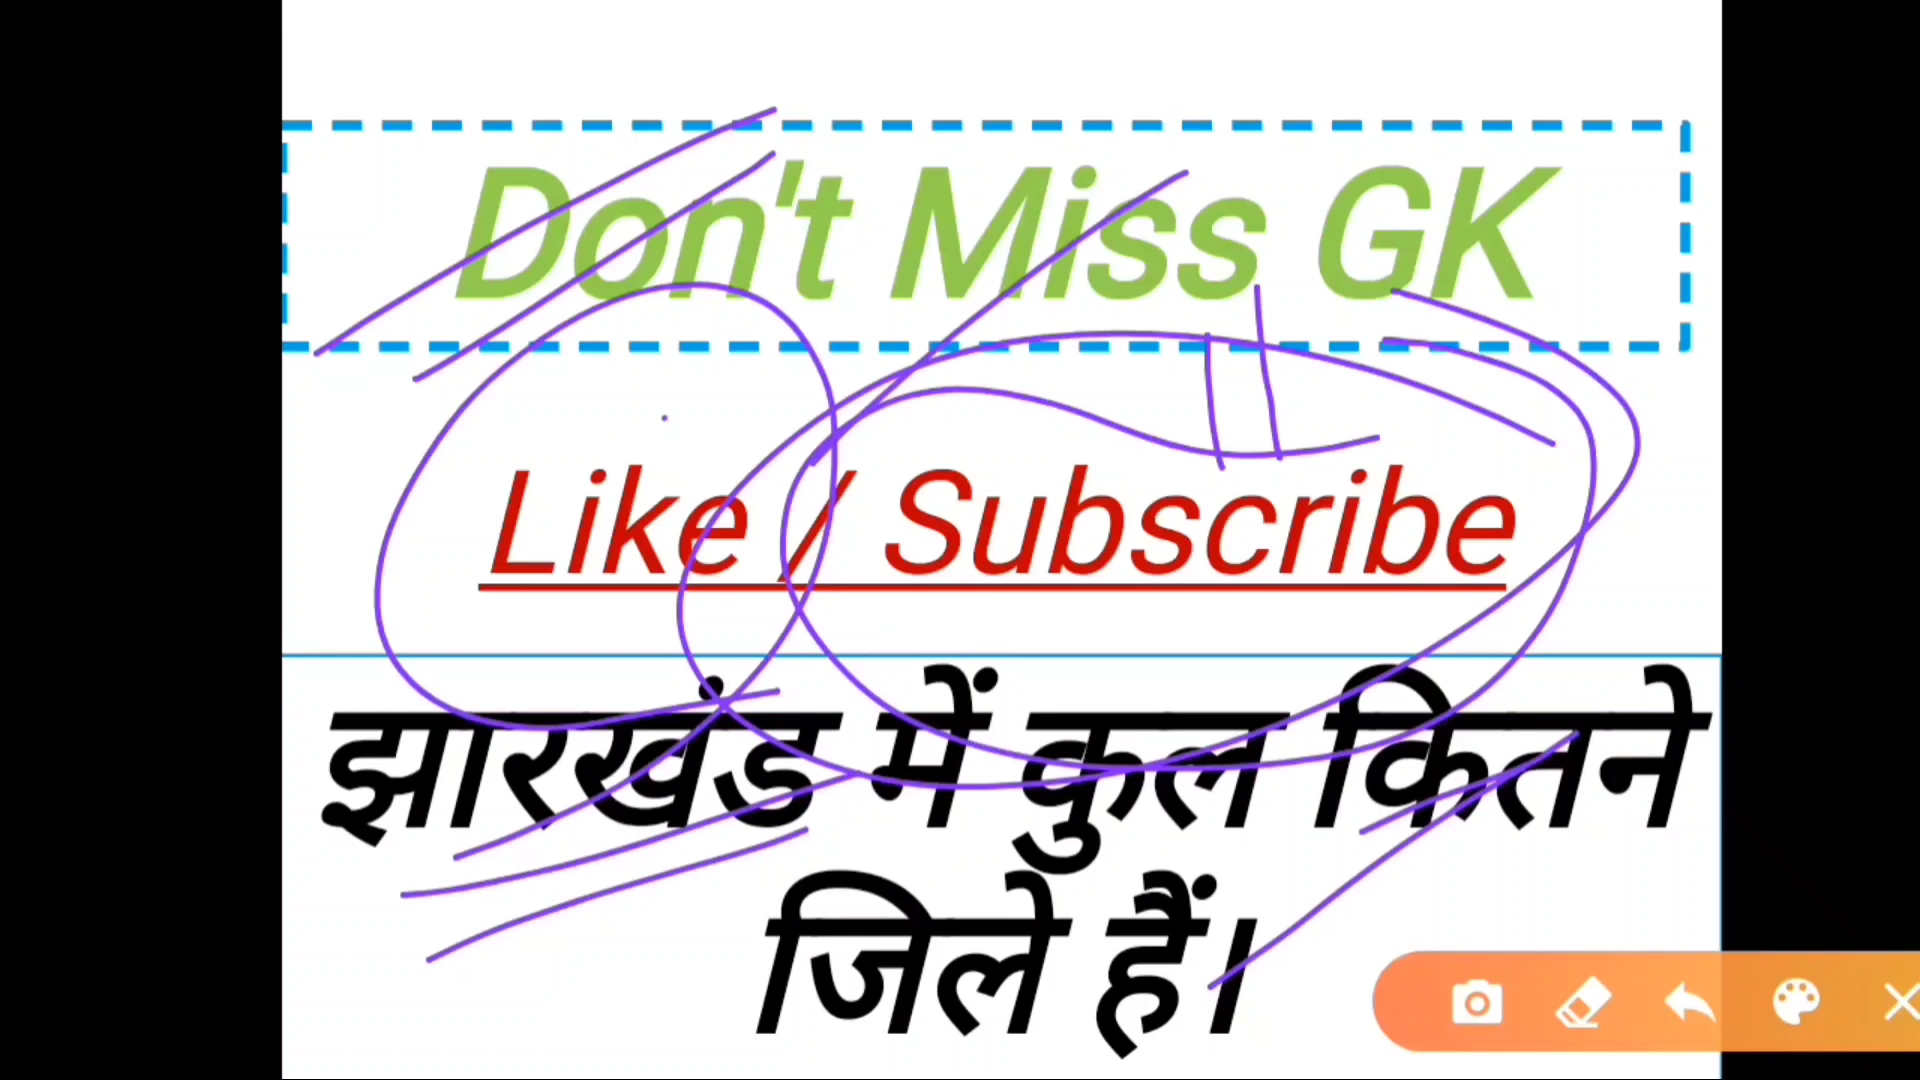 Don't Miss GK
Like / Subscribe
झारखंड में कुल कितने
जिले हैं।